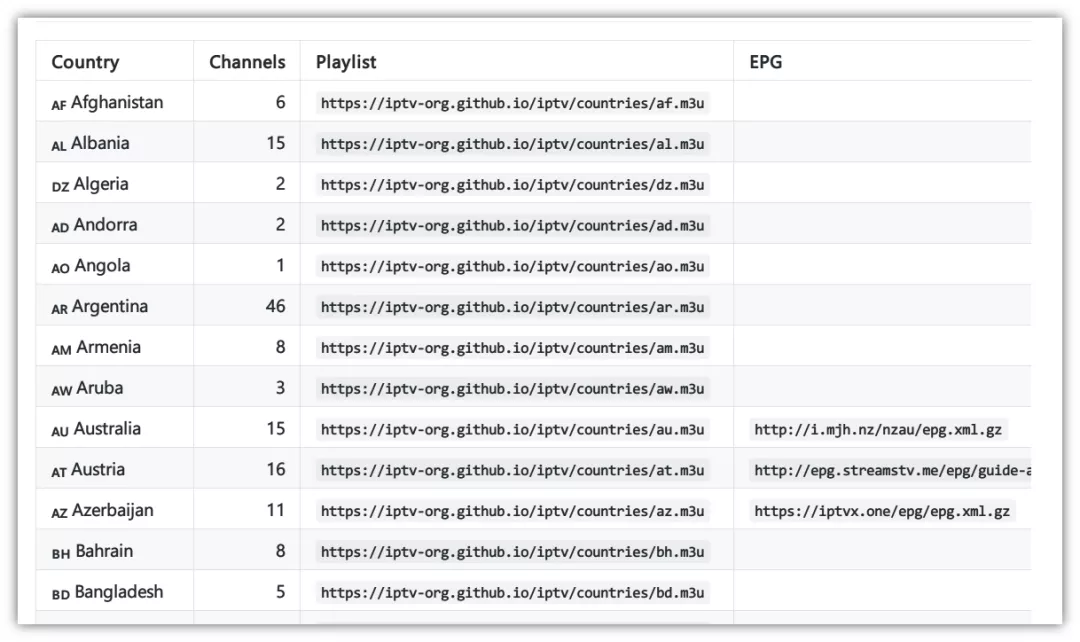 Country Channels Playlist EPG
AF Afghanistan 6 https://iptv-org.github.io/iptv/countries/af.m3u
AL Albania 15 https://iptv-org.github.io/iptv/countries/al.m3u
DZ Algeria 2 https://iptv-org.github.io/iptv/countries/dz.m3u
AD Andorra 2 https://iptv-org.github.io/iptv/countries/ad.m3u
AO Angola 1 https://iptv-org.github.io/iptv/countries/ao.m3u
AR Argentina 46 https://iptv-org.github.io/iptv/countries/ar.m3u
AM Armenia 8 https://iptv-org.github.io/iptv/countries/am.m3u
AW Aruba 3 https://iptv-org.github.io/iptv/countries/aw.m3u
AU Australia 15 https://iptv-org.github.io/iptv/countries/au.m3u http://i.mjh.nz/nzau/epg.xml.gz
AT Austria 16 https://iptv-org.github.io/iptv/countries/at.m3u http://epg.streamstv.me/epg/guide-a
AZ Azerbaijan 11 https://iptv-org.github.io/iptv/countries/az.m3u https://iptvx.one/epg/epg.xml.gz
BH Bahrain 8 https://iptv-org.github.io/iptv/countries/bh.m3u
BD Bangladesh 5 https://iptv-org.github.io/iptv/countries/bd.m3u